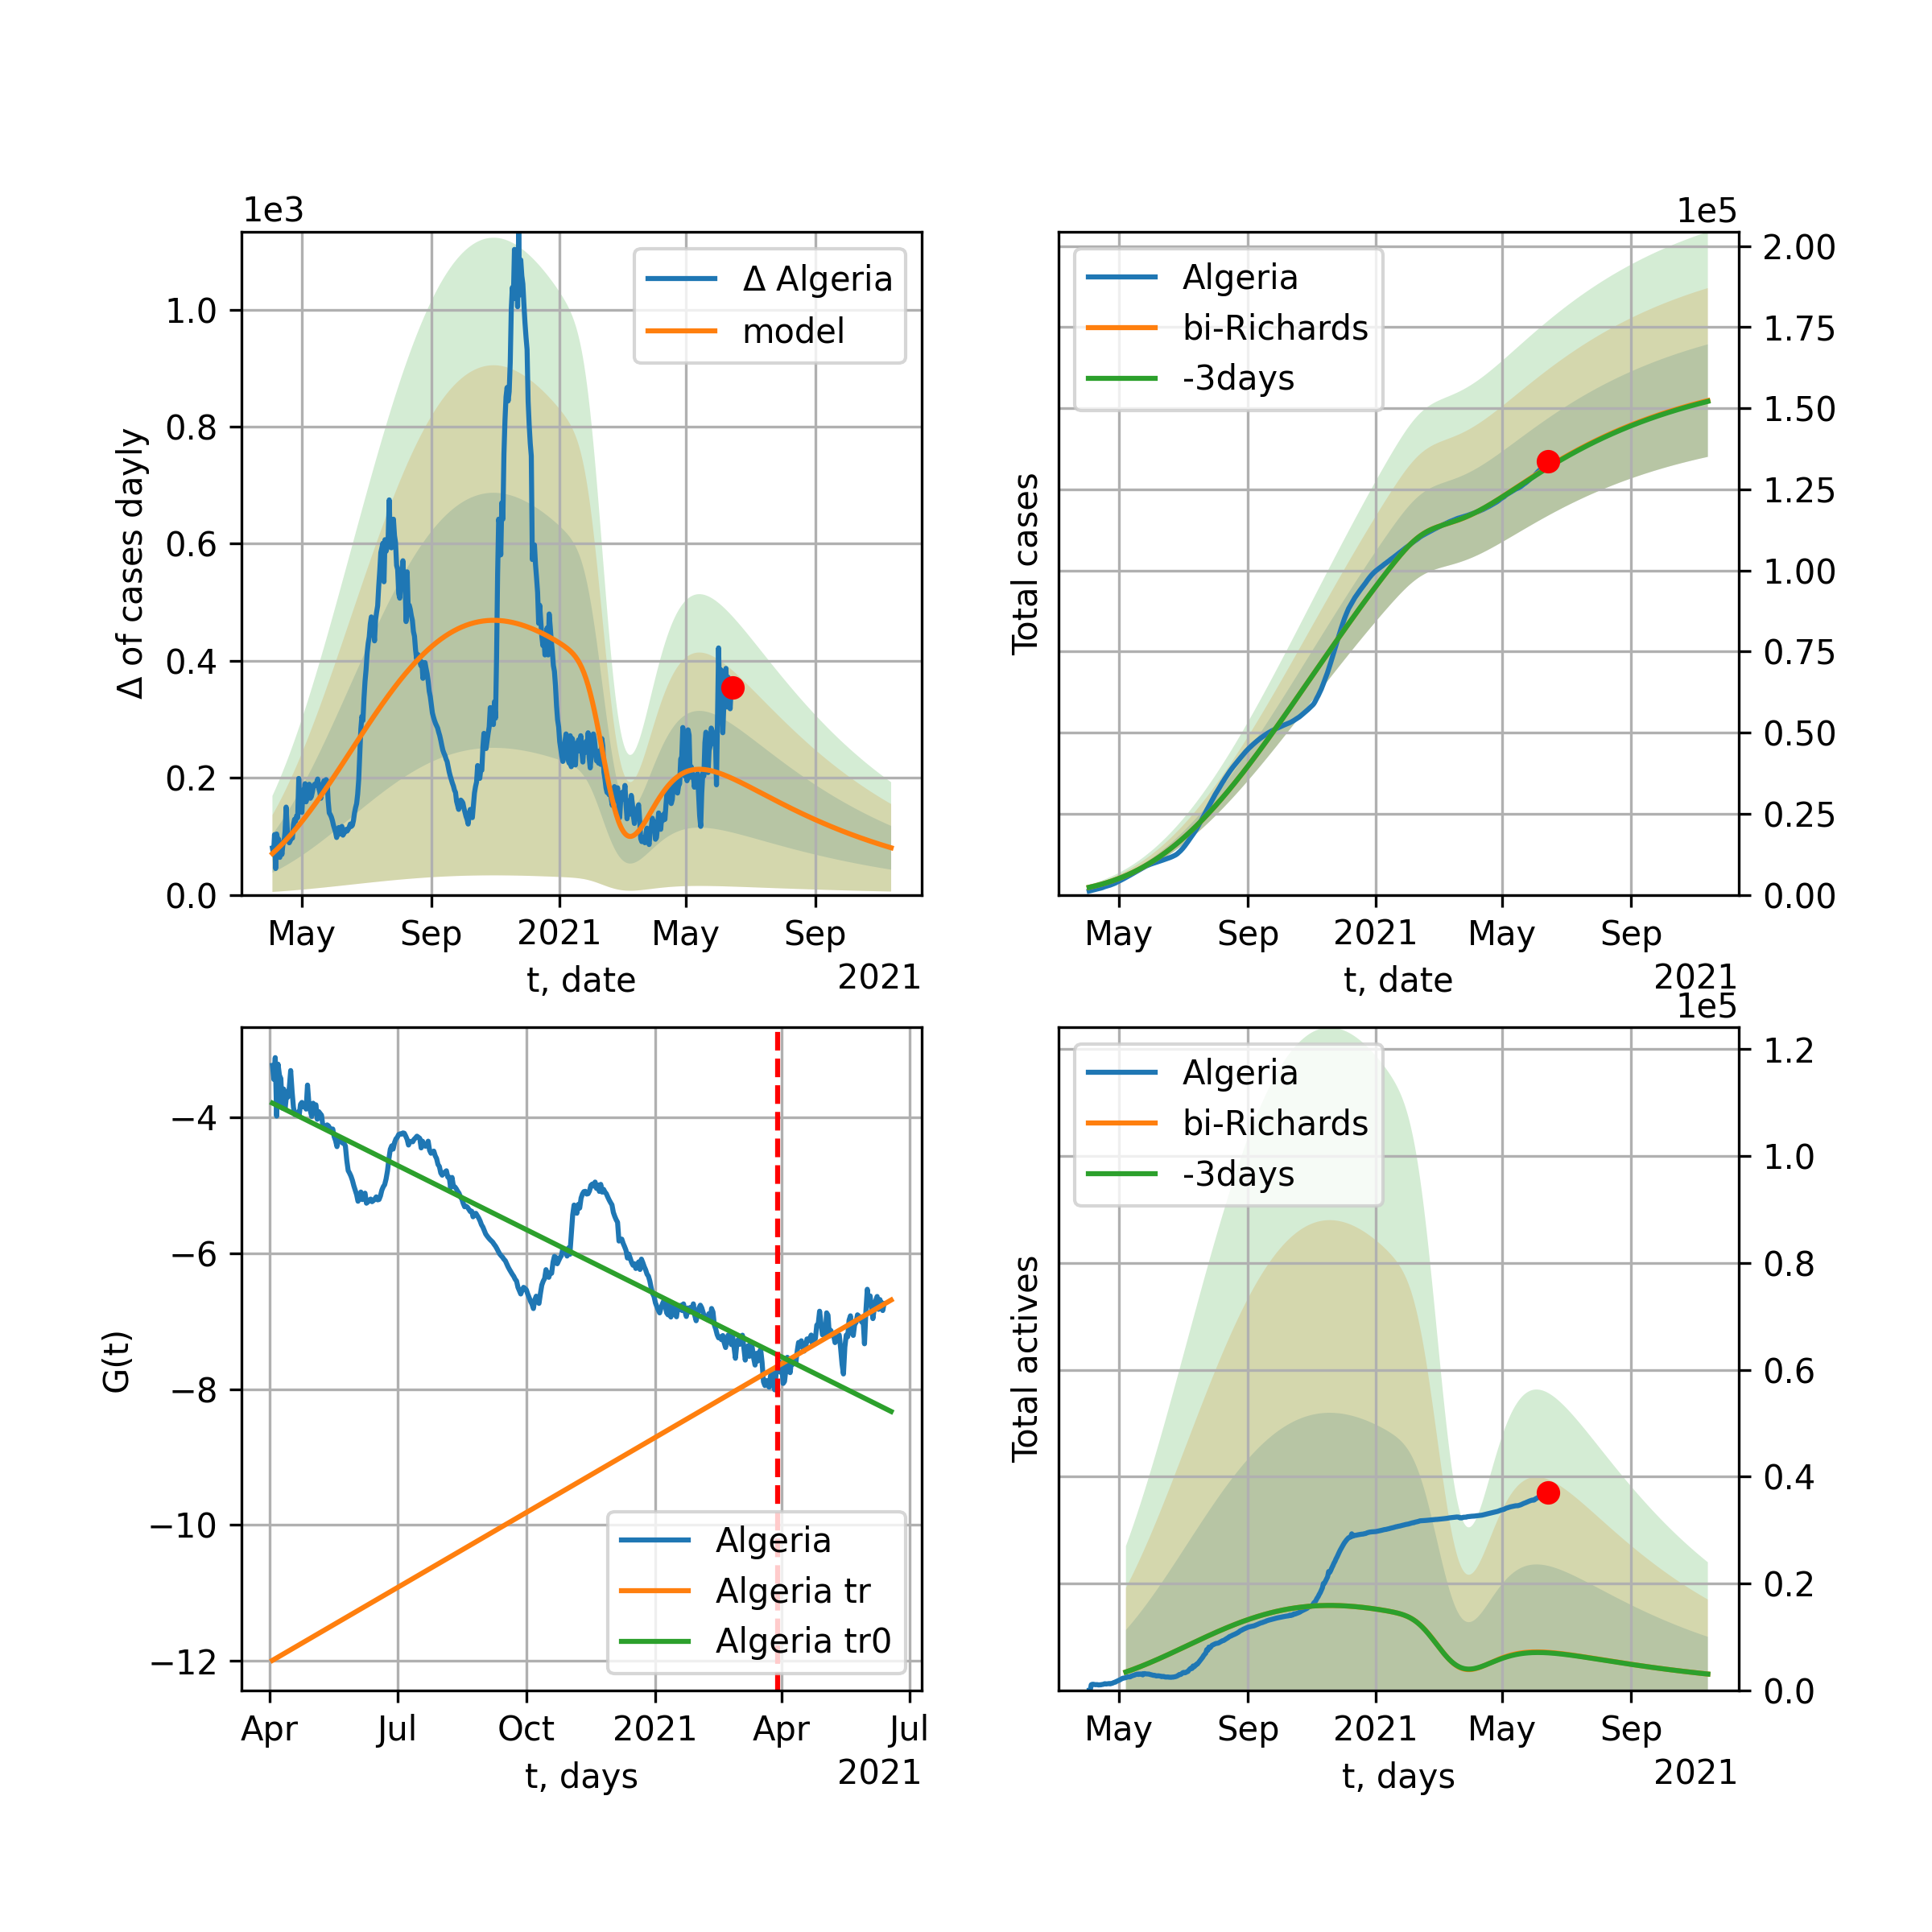 1e3
Δ of cases dayly
1.0
0.8
0.6
0.4
0.2
0.0
Δ Algeria
model
May Sep 2021 May Sep
t, date
2021
1e5
Total cases
Algeria
bi-Richards
-3days
2.00
1.75
1.50
1.25
1.00
0.75
0.50
0.25
0.00
May Sep 2021 May Sep
t, date
2021
G(t)
−4
−6
−8
−10
−12
Algeria
Algeria tr
Algeria tr0
Apr Jul Oct 2021 Apr Jul
t, days
2021
1e5
Total actives
Algeria
bi-Richards
-3days
1.2
1.0
0.8
0.6
0.4
0.2
0.0
May Sep 2021 May Sep
t, days
2021